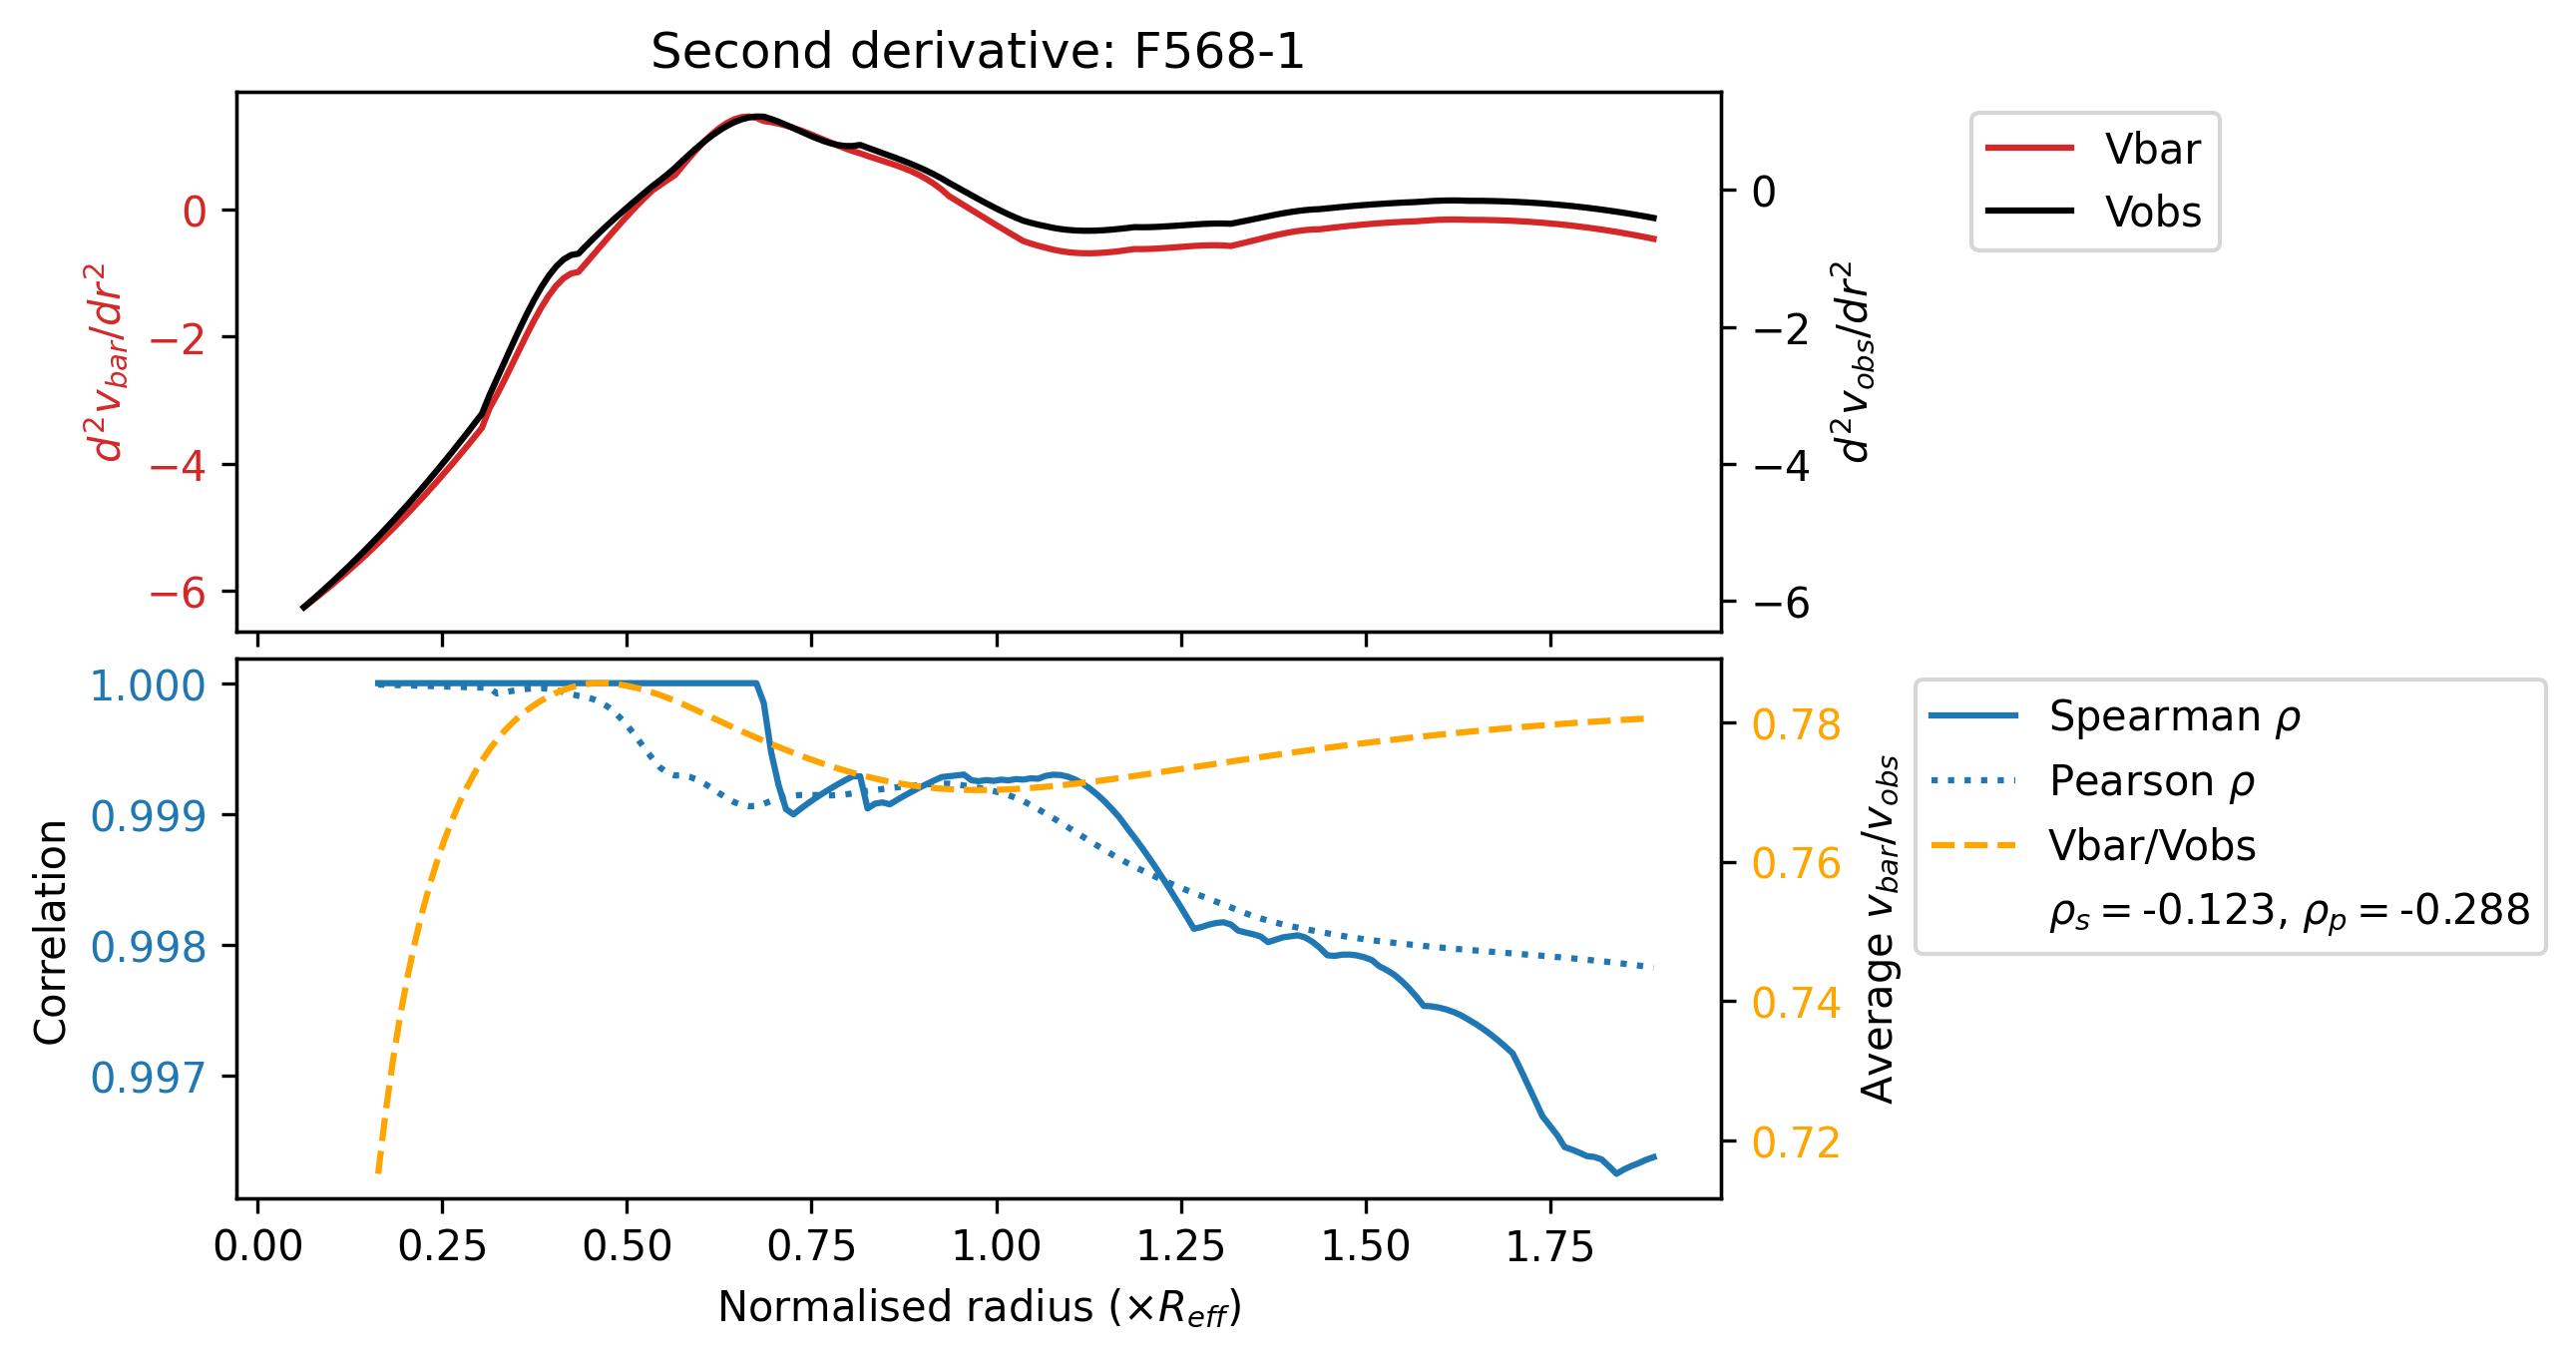 Second derivative: F568-1
d²v_bar/dr²
0
−2
−4
−6
0
−2
−4
−6
d²v_obs/dr²
Vbar
Vobs
Correlation
1.000
0.999
0.998
0.997
0.78
0.76
0.74
0.72
Average v_bar/v_obs
Spearman ρ
Pearson ρ
Vbar/Vobs
ρ_s = -0.123, ρ_p = -0.288
0.00 0.25 0.50 0.75 1.00 1.25 1.50 1.75
Normalised radius (×R_eff)